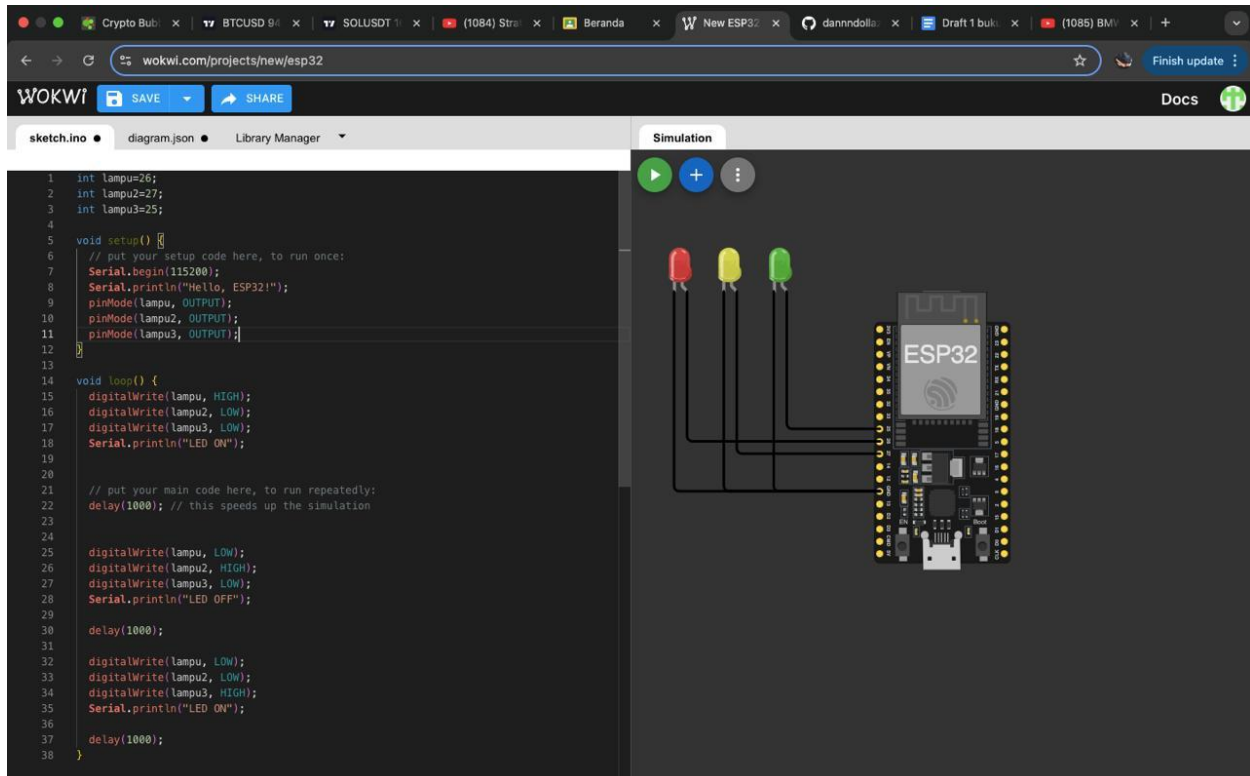 Crypto Bubl
BTCUSD 94
SOLUSDT 1
(1084) Strat
Beranda
New ESP32
dannndolla
Draft 1 buku
(1085) BMW
wokwi.com/projects/new/esp32
Finish update
WOKWI
SAVE
SHARE
Docs
sketch.ino
diagram.json
Library Manager
Simulation
1 int lampu=26;
2 int lampu2=27;
3 int lampu3=25;
4
5 void setup() {
6 // put your setup code here, to run once:
7 Serial.begin(115200);
8 Serial.println("Hello, ESP32!");
9 pinMode(lampu, OUTPUT);
10 pinMode(lampu2, OUTPUT);
11 pinMode(lampu3, OUTPUT);
12 }
13
14 void loop() {
15 digitalWrite(lampu, HIGH);
16 digitalWrite(lampu2, LOW);
17 digitalWrite(lampu3, LOW);
18 Serial.println("LED ON");
19
20
21 // put your main code here, to run repeatedly:
22 delay(1000); // this speeds up the simulation
23
24
25 digitalWrite(lampu, LOW);
26 digitalWrite(lampu2, HIGH);
27 digitalWrite(lampu3, LOW);
28 Serial.println("LED OFF");
29
30 delay(1000);
31
32 digitalWrite(lampu, LOW);
33 digitalWrite(lampu2, LOW);
34 digitalWrite(lampu3, HIGH);
35 Serial.println("LED ON");
36
37 delay(1000);
38 }
ESP32
EN
Boot